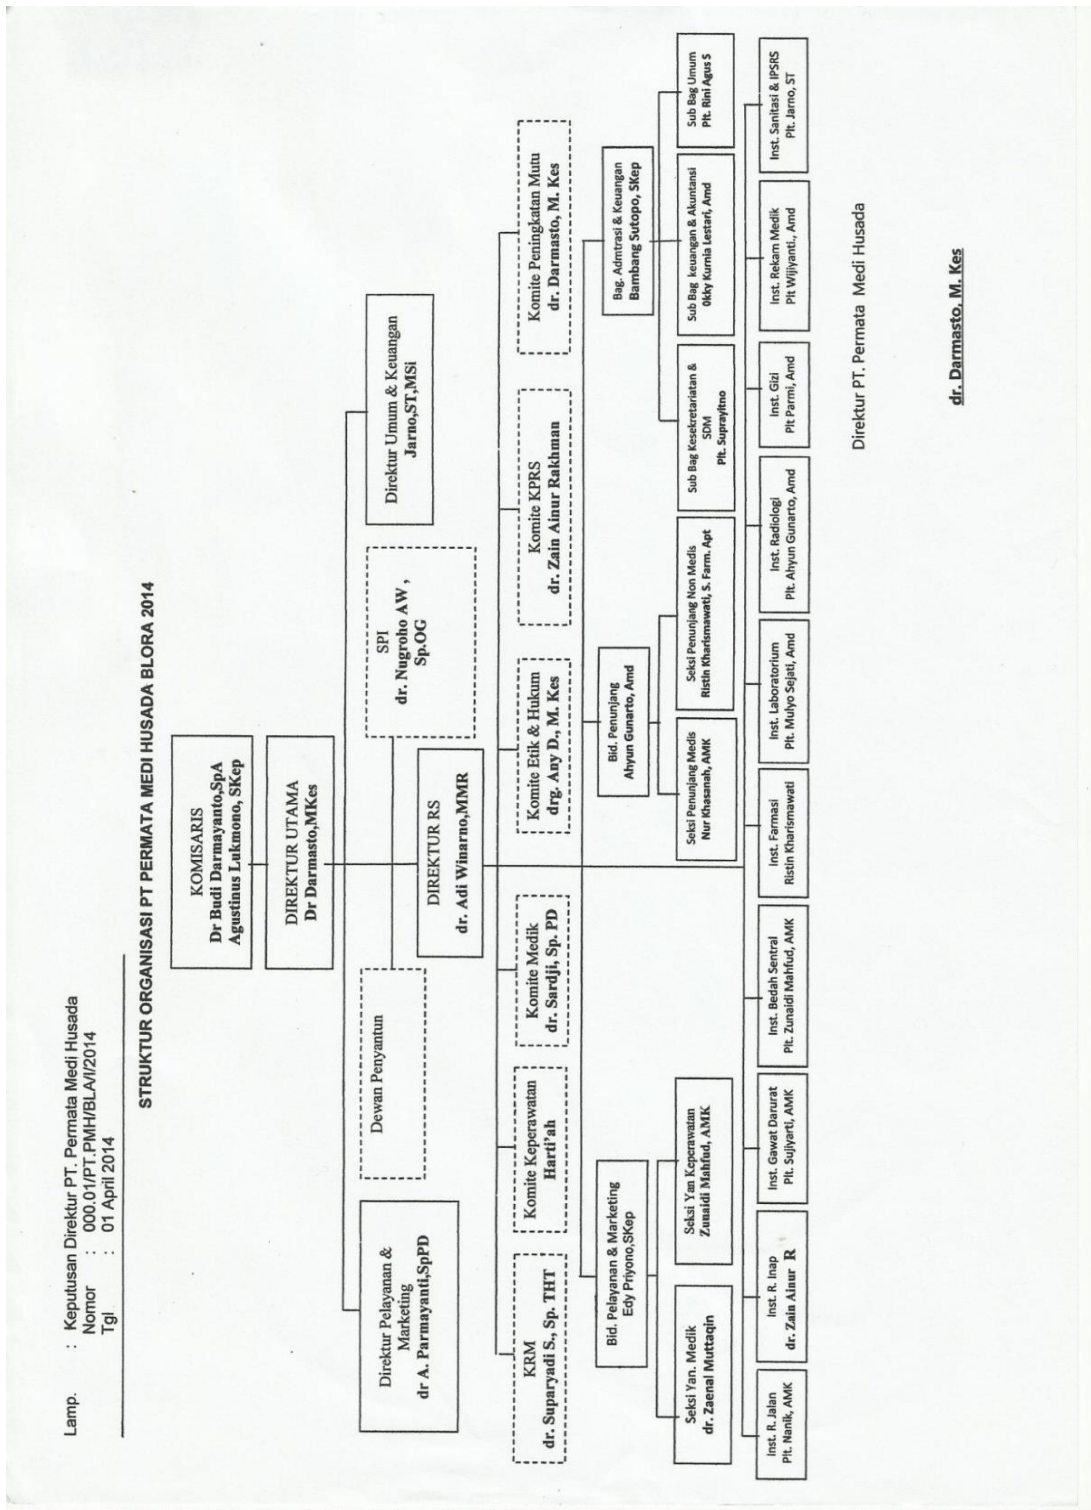 Lamp. : Keputusan Direktur PT. Permata Medi Husada
Nomor : 000.01/PT.PMH/BLA/I/2014
Tgl : 01 April 2014
STRUKTUR ORGANISASI PT PERMATA MEDI HUSADA BLORA 2014
KOMISARIS
Dr Budi Darmayanto,SpA
Agustinus Lukmono, SKep
DIREKTUR UTAMA
Dr Darmasto,MKes
Direktur Pelayanan &
Marketing
dr A. Parmayanti,SpPD
Dewan Penyantun
SPI
dr. Nugroho AW ,
Sp.OG
Direktur Umum & Keuangan
Jarno,ST,MSi
DIREKTUR RS
dr. Adi Winarno,MMR
KRM
dr. Suparyadi S., Sp. THT
Komite Keperawatan
Harti'ah
Komite Medik
dr. Sardji, Sp. PD
Komite Etik & Hukum
drg. Any D., M. Kes
Komite KPRS
dr. Zain Ainur Rakhman
Komite Peningkatan Mutu
dr. Darmasto, M. Kes
Bid. Pelayanan & Marketing
Edy Priyono,SKep
Bid. Penunjang
Ahyun Gunarto, Amd
Bag. Admtrasi & Keuangan
Bambang Sutopo, SKep
Seksi Yan. Medik
dr. Zaenal Muttaqin
Seksi Yan Keperawatan
Zunaidi Mahfud, AMK
Seksi Penunjang Medis
Nur Khasanah, AMK
Seksi Penunjang Non Medis
Ristin Kharismawati, S. Farm. Apt
Sub Bag Kesekretariatan &
SDM
Plt. Suprayitno
Sub Bag keuangan & Akuntansi
Okky Kurnia Lestari, Amd
Sub Bag Umum
Plt. Rini Agus S
Inst. R. Jalan
Plt. Nanik, AMK
Inst. R. Inap
dr. Zain Ainur R
Inst. Gawat Darurat
Plt. Sujiyarti, AMK
Inst. Bedah Sentral
Plt. Zunaidi Mahfud, AMK
Inst. Farmasi
Ristin Kharismawati
Inst. Laboratorium
Plt. Mulyo Sejati, Amd
Inst. Radiologi
Plt. Ahyun Gunarto, Amd
Inst. Gizi
Plt Parmi, Amd
Inst. Rekam Medik
Plt Wijiyanti., Amd
Inst. Sanitasi & IPSRS
Plt. Jarno, ST
Direktur PT. Permata Medi Husada
dr. Darmasto, M. Kes